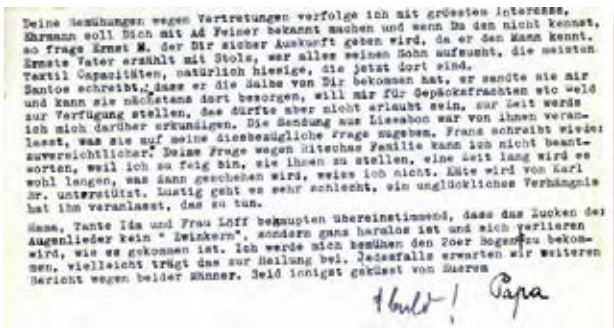 Deine Bemühungen wegen Vertretungen verfolge ich mit grössten Interesse,
Ehrmann soll Dich mit Ad Feiner bekannt machen und wenn Du den nicht kennst,
so frage Ernst M. der Dir sicher Auskunft geben wird, da er den Mann kennt.
Ernsts Vater erzählt mit Stolz, wer alles seinen Sohn aufsucht, die meisten
Textil Capazitäten, natürlich hiesige, die jetzt dort sind.
Santos schreibt, dass er die von Dir bekommen hat, er sandte sie mir
und kann sie nächstens dort besorgen, will mir für Gepäcksfrachten etc Geld
zur Verfügung stellen, das dürfte aber nicht erlaubt sein, zur Zeit werde
ich mich darüber erkundigen. Die Sendung aus Lissabon war von ihnen veran-
lasst, was sie auf meine diesbezügliche Frage zugeben. Franz schreibt wieder
zuversichtlicher. Deine Frage wegen Familie kann ich nicht beant-
worten, weil ich zu feig bin, sie ihnen zu stellen, eine Zeit lang wird es
wohl langen, was dann geschehen wird, weiss ich nicht. Käte wird von Karl
Br. unterstützt. Lustig geht es sehr schlecht, ein unglückliches Verhängnis
hat ihn veranlasst, das zu tun.
Mama, Tante Ida und Frau Löff behaupten übereinstimmend, dass das Zucken der
Augenlieder kein " Zwinkern", sondern ganz harmlos ist und sich verlieren
wird, wie es gekommen ist. Ich werde mich bemühen den 20er Bogen zu bekom-
men, vielleicht trägt das zur Heilung bei. Jedesfalls erwarten wir weiteren
Bericht wegen beider Männer. Seid innigst geküsst von Euerem
Papa